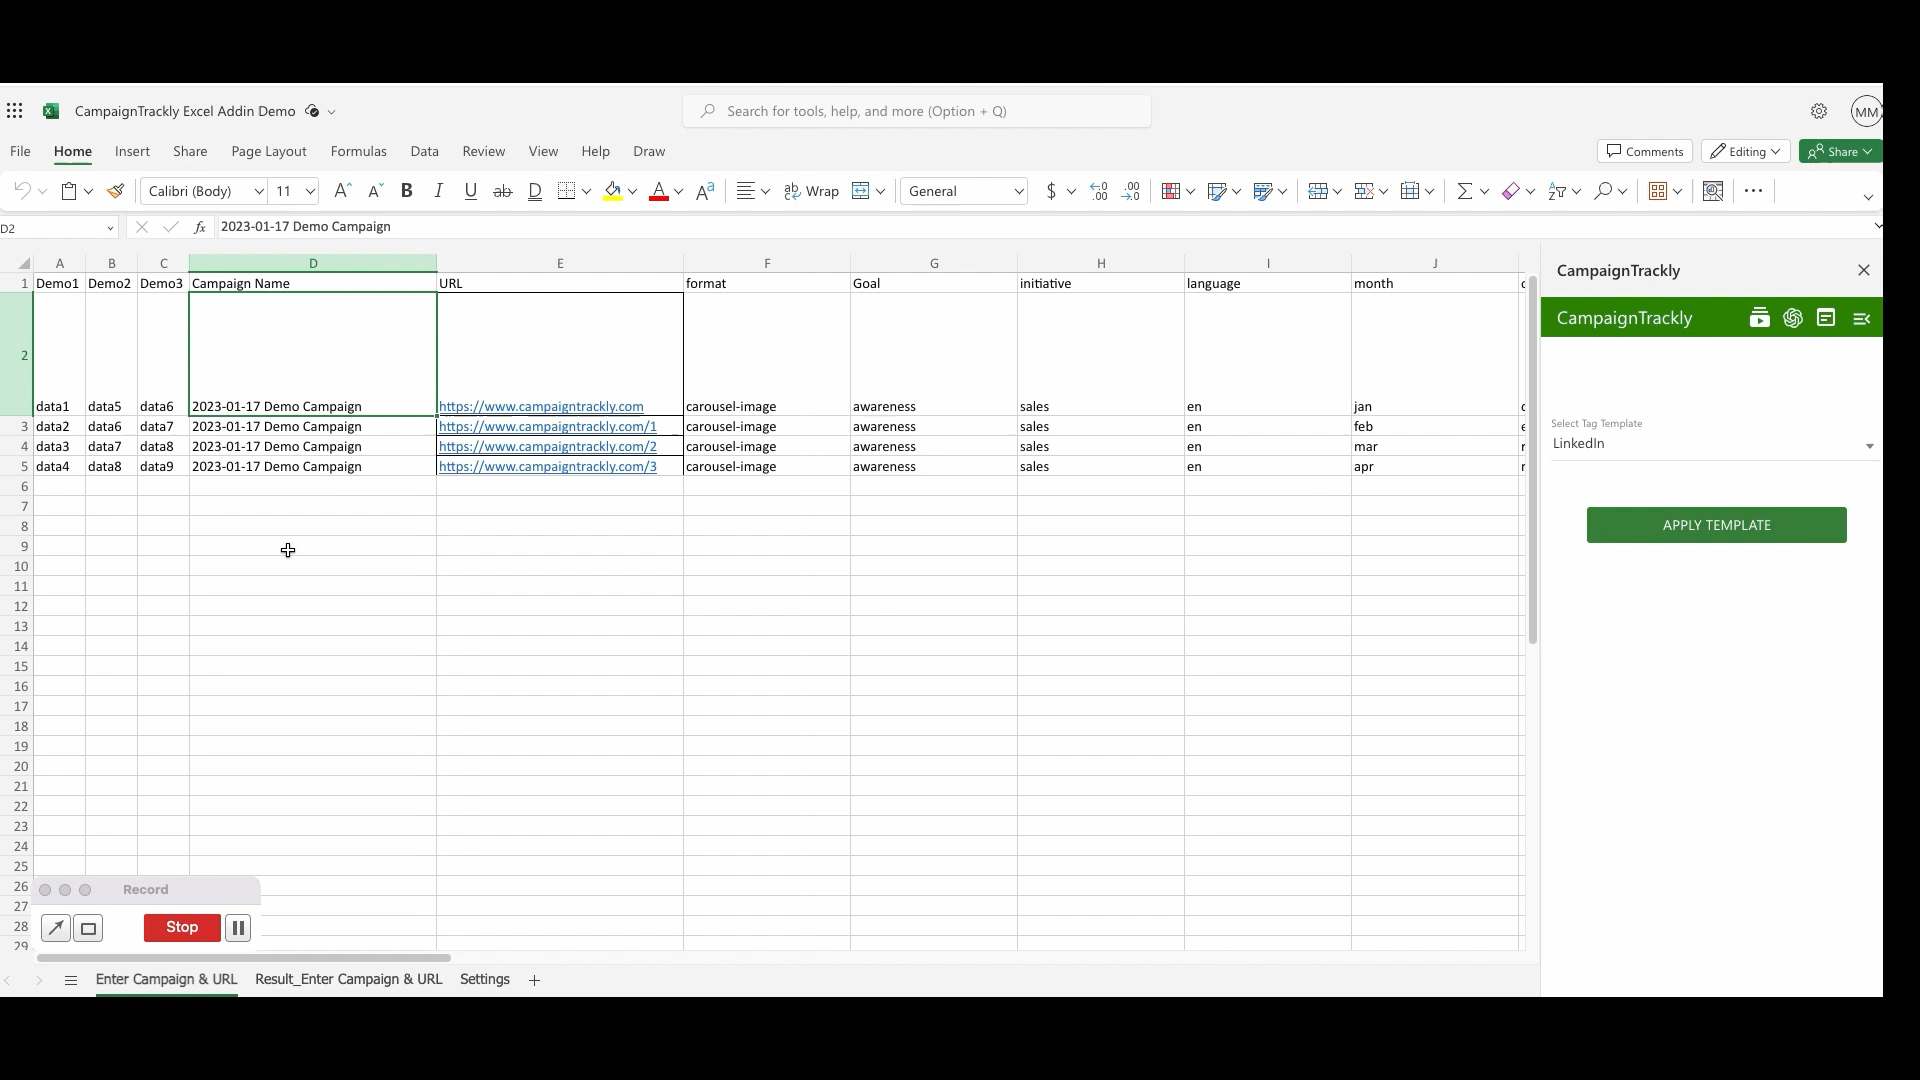 CampaignTrackly Excel Addin Demo
Search for tools, help, and more (Option + Q)
MM
File Home Insert Share Page Layout Formulas Data Review View Help Draw
Comments Editing Share
Calibri (Body) 11 A A B I U ab D A A ab Wrap General $ .00 .00
D2 fx 2023-01-17 Demo Campaign
A B C D E F G H I J
1 Demo1 Demo2 Demo3 Campaign Name URL format Goal initiative language month
2 data1 data5 data6 2023-01-17 Demo Campaign https://www.campaigntrackly.com carousel-image awareness sales en jan
3 data2 data6 data7 2023-01-17 Demo Campaign https://www.campaigntrackly.com/1 carousel-image awareness sales en feb
4 data3 data7 data8 2023-01-17 Demo Campaign https://www.campaigntrackly.com/2 carousel-image awareness sales en mar
5 data4 data8 data9 2023-01-17 Demo Campaign https://www.campaigntrackly.com/3 carousel-image awareness sales en apr
6
7
8
9
10
11
12
13
14
15
16
17
18
19
20
21
22
23
24
25
26
27
28
29
Record
Stop
Enter Campaign & URL Result_Enter Campaign & URL Settings
CampaignTrackly
CampaignTrackly
Select Tag Template
LinkedIn
APPLY TEMPLATE